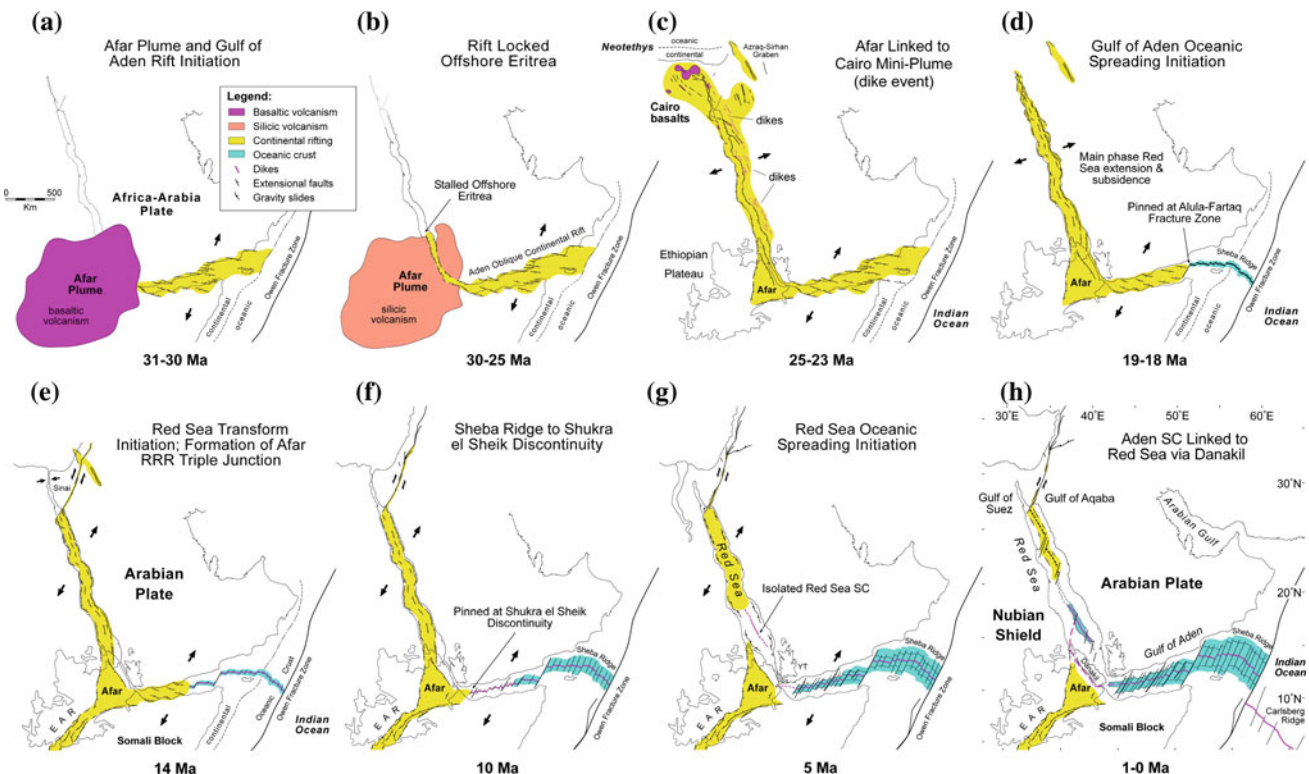 (a)
Afar Plume and Gulf of
Aden Rift Initiation
Legend:
Basaltic volcanism
Silicic volcanism
Continental rifting
Oceanic crust
Dikes
Extensional faults
Gravity slides
0 500
Km
Africa-Arabia
Plate
Afar
Plume
basaltic
volcanism
continental
oceanic
Owen Fracture Zone
31-30 Ma
(b)
Rift Locked
Offshore Eritrea
Stalled Offshore
Eritrea
Aden Oblique Continental Rift
Afar
Plume
silicic
volcanism
continental
oceanic
Owen Fracture Zone
30-25 Ma
(c)
Neotethys
oceanic
continental
Azraq-Sirhan
Graben
Afar Linked to
Cairo Mini-Plume
(dike event)
Cairo
basalts
dikes
dikes
Ethiopian
Plateau
Afar
continental
oceanic
Owen Fracture Zone
Indian
Ocean
25-23 Ma
(d)
Gulf of Aden Oceanic
Spreading Initiation
Main phase Red
Sea extension &
subsidence
Pinned at Alula-Fartaq
Fracture Zone
Sheba Ridge
Afar
continental
oceanic
Owen Fracture Zone
Indian
Ocean
19-18 Ma
(e)
Red Sea Transform
Initiation; Formation of Afar
RRR Triple Junction
Sinai
Arabian
Plate
Afar
EAR
Somali Block
continental
Oceanic
Crust
Owen Fracture Zone
Indian
Ocean
14 Ma
(f)
Sheba Ridge to Shukra
el Sheik Discontinuity
Pinned at Shukra el Sheik
Discontinuity
Sheba Ridge
Afar
EAR
Owen Fracture Zone
10 Ma
(g)
Red Sea Oceanic
Spreading Initiation
Red Sea
Isolated Red Sea SC
YT
Sheba Ridge
Afar
EAR
Owen Fracture Zone
5 Ma
(h)
30°E 40° 50° 60°E
Aden SC Linked to
Red Sea via Danakil
30°N
Gulf of
Suez
Gulf of Aqaba
Arabian Gulf
Red Sea
Arabian Plate
20°N
Nubian
Shield
Gulf of Aden
Sheba Ridge
Indian
Ocean
Danakil
Afar
10°N
EAR
Somali Block
Carlsberg
Ridge
1-0 Ma